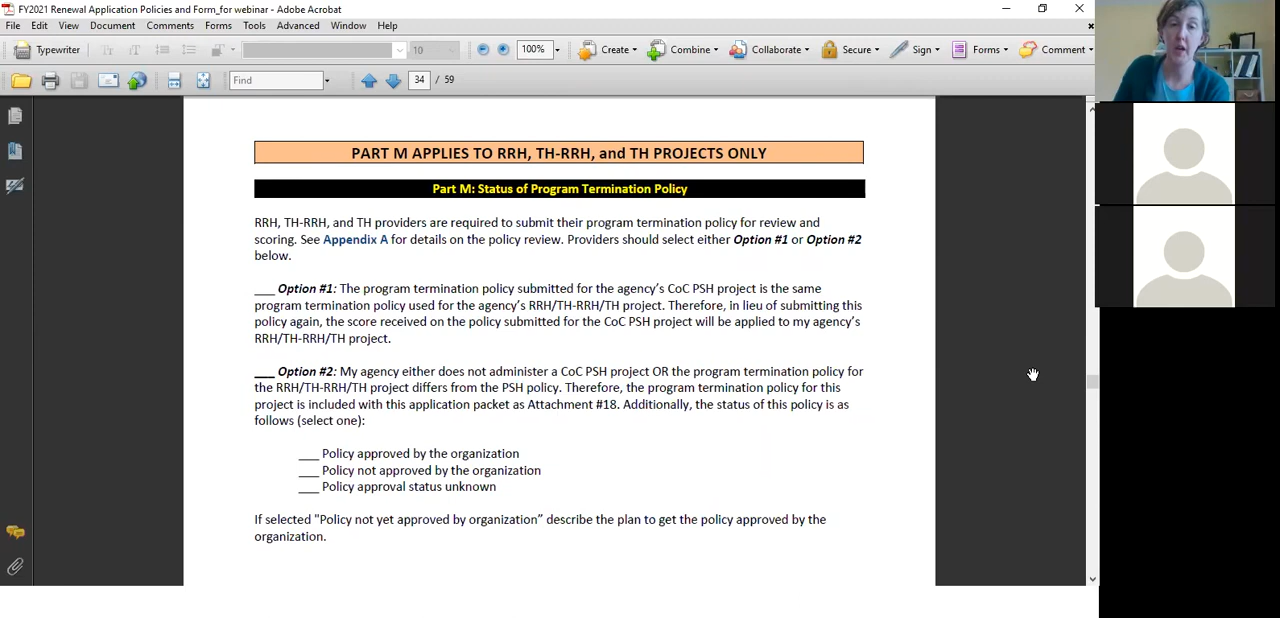 FY2021 Renewal Application Policies and Form_for webinar - Adobe Acrobat
File Edit View Document Comments Forms Tools Advanced Window Help
Typewriter 10 100% Create Combine Collaborate Secure Sign Forms Comment
Find 34 / 59
PART M APPLIES TO RRH, TH-RRH, and TH PROJECTS ONLY
Part M: Status of Program Termination Policy
RRH, TH-RRH, and TH providers are required to submit their program termination policy for review and
scoring. See Appendix A for details on the policy review. Providers should select either Option #1 or Option #2
below.
___ Option #1: The program termination policy submitted for the agency's CoC PSH project is the same
program termination policy used for the agency's RRH/TH-RRH/TH project. Therefore, in lieu of submitting this
policy again, the score received on the policy submitted for the CoC PSH project will be applied to my agency's
RRH/TH-RRH/TH project.
___ Option #2: My agency either does not administer a CoC PSH project OR the program termination policy for
the RRH/TH-RRH/TH project differs from the PSH policy. Therefore, the program termination policy for this
project is included with this application packet as Attachment #18. Additionally, the status of this policy is as
follows (select one):
___ Policy approved by the organization
___ Policy not approved by the organization
___ Policy approval status unknown
If selected "Policy not yet approved by organization" describe the plan to get the policy approved by the
organization.